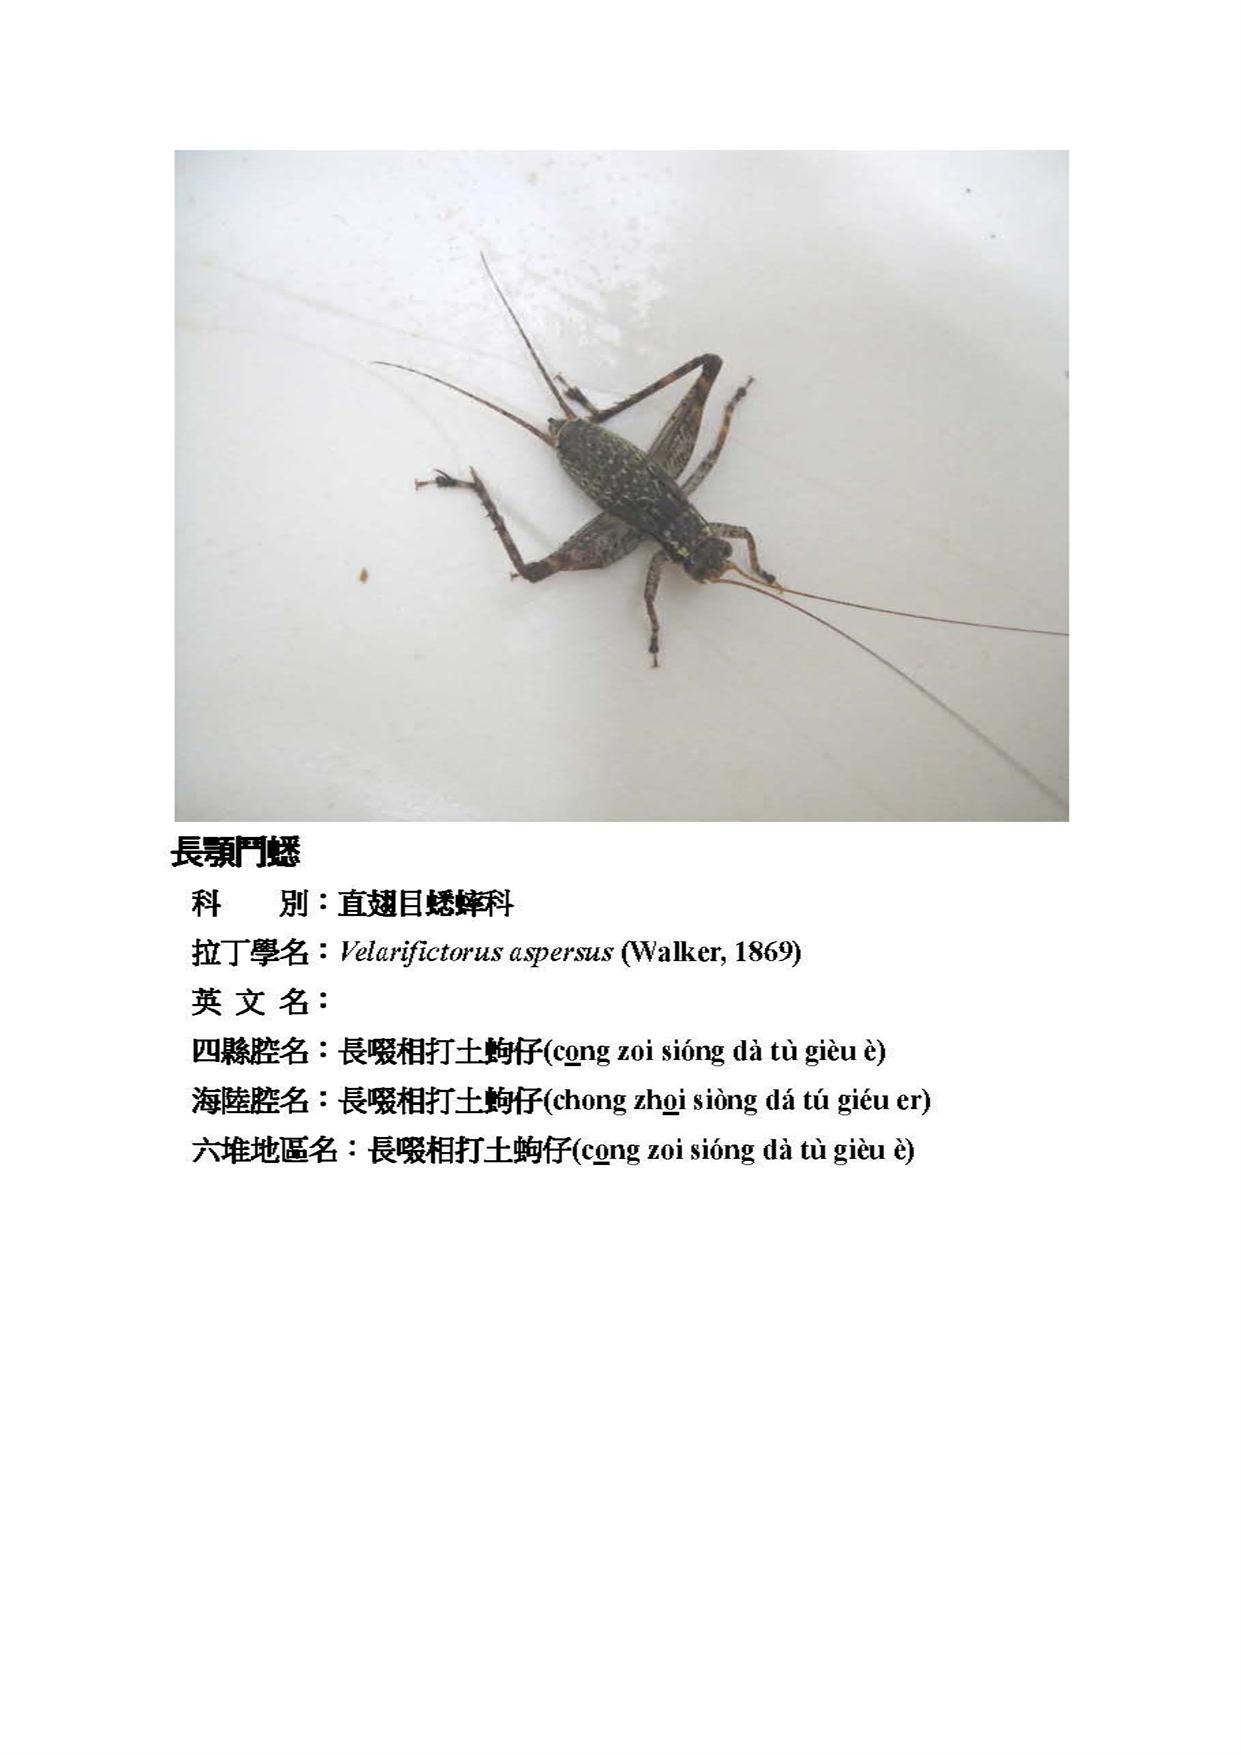 長顎鬥蟋
科　　別：直翅目蟋蟀科
拉丁學名：Velarifictorus aspersus (Walker, 1869)
英 文 名：
四縣腔名：長啜相打土蚼仔(cong zoi sióng dà tù gièu è)
海陸腔名：長啜相打土蚼仔(chong zhoi siòng dá tú giéu er)
六堆地區名：長啜相打土蚼仔(cong zoi sióng dà tù gièu è)